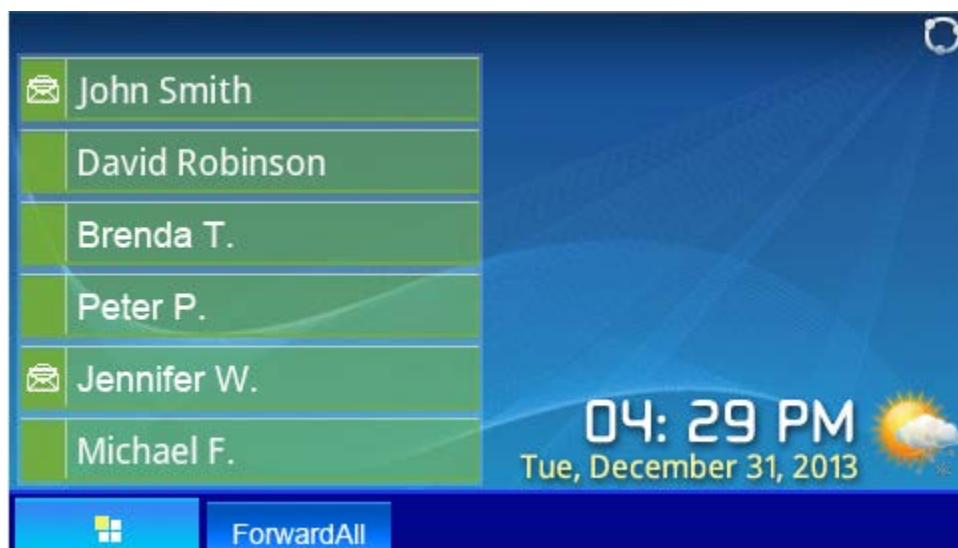 John Smith
David Robinson
Brenda T.
Peter P.
Jennifer W.
Michael F.
04: 29 PM
Tue, December 31, 2013
ForwardAll